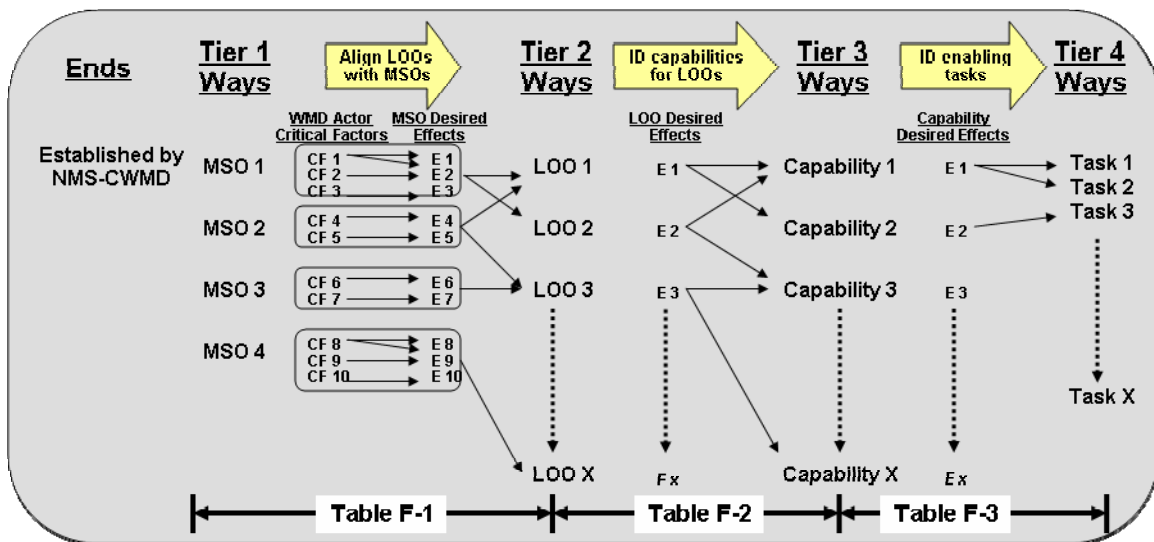 Ends
Tier 1
Ways
Align LOOs
with MSOs
Tier 2
Ways
ID capabilities
for LOOs
Tier 3
Ways
ID enabling
tasks
Tier 4
Ways
WMD Actor
Critical Factors
MSO Desired
Effects
LOO Desired
Effects
Capability
Desired Effects
Established by
NMS-CWMD
MSO 1
CF 1
E 1
CF 2
E 2
CF 3
E 3
LOO 1
E 1
Capability 1
E 1
Task 1
Task 2
Task 3
MSO 2
CF 4
E 4
CF 5
E 5
LOO 2
E 2
Capability 2
E 2
MSO 3
CF 6
E 6
CF 7
E 7
LOO 3
E 3
Capability 3
E 3
MSO 4
CF 8
E 8
CF 9
E 9
CF 10
E 10
Task X
LOO X
Fx
Capability X
Ex
Table F-1
Table F-2
Table F-3